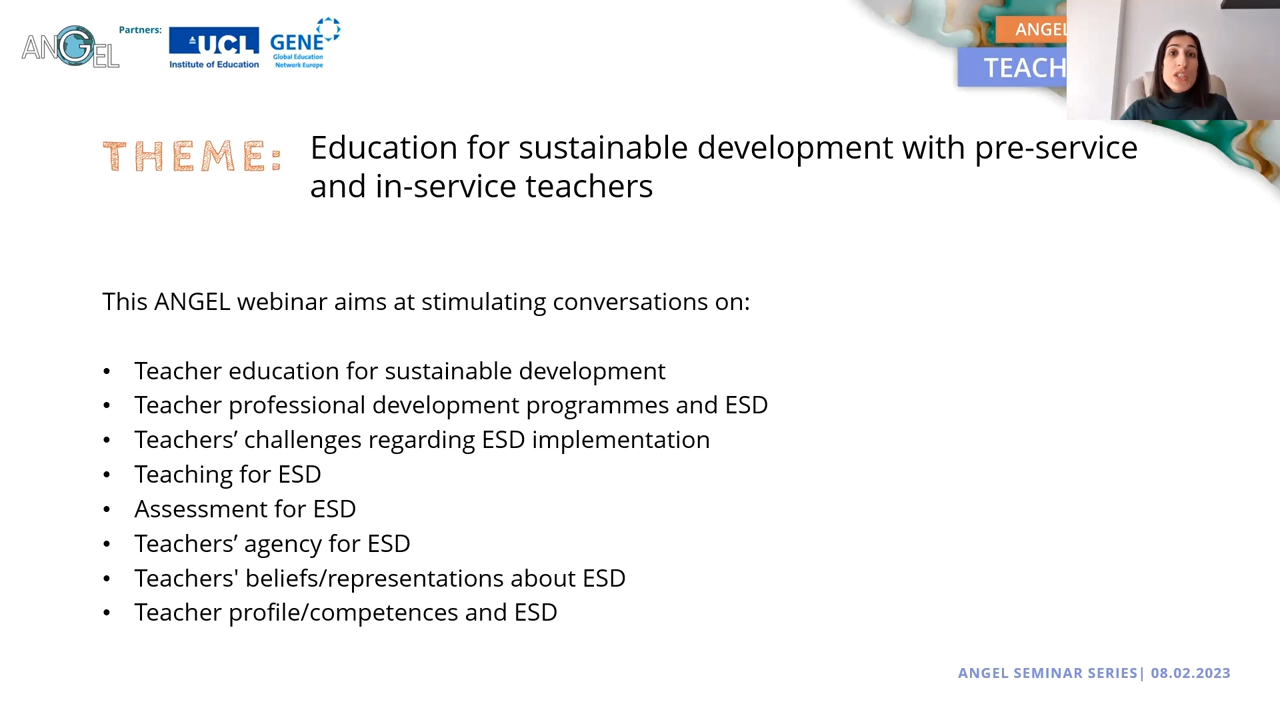 ANGEL
Partners:
UCL
Institute of Education
GENE
Global Education
Network Europe
ANGEL
TEACH
THEME:
Education for sustainable development with pre-service
and in-service teachers
This ANGEL webinar aims at stimulating conversations on:
• Teacher education for sustainable development
• Teacher professional development programmes and ESD
• Teachers’ challenges regarding ESD implementation
• Teaching for ESD
• Assessment for ESD
• Teachers’ agency for ESD
• Teachers' beliefs/representations about ESD
• Teacher profile/competences and ESD
ANGEL SEMINAR SERIES| 08.02.2023